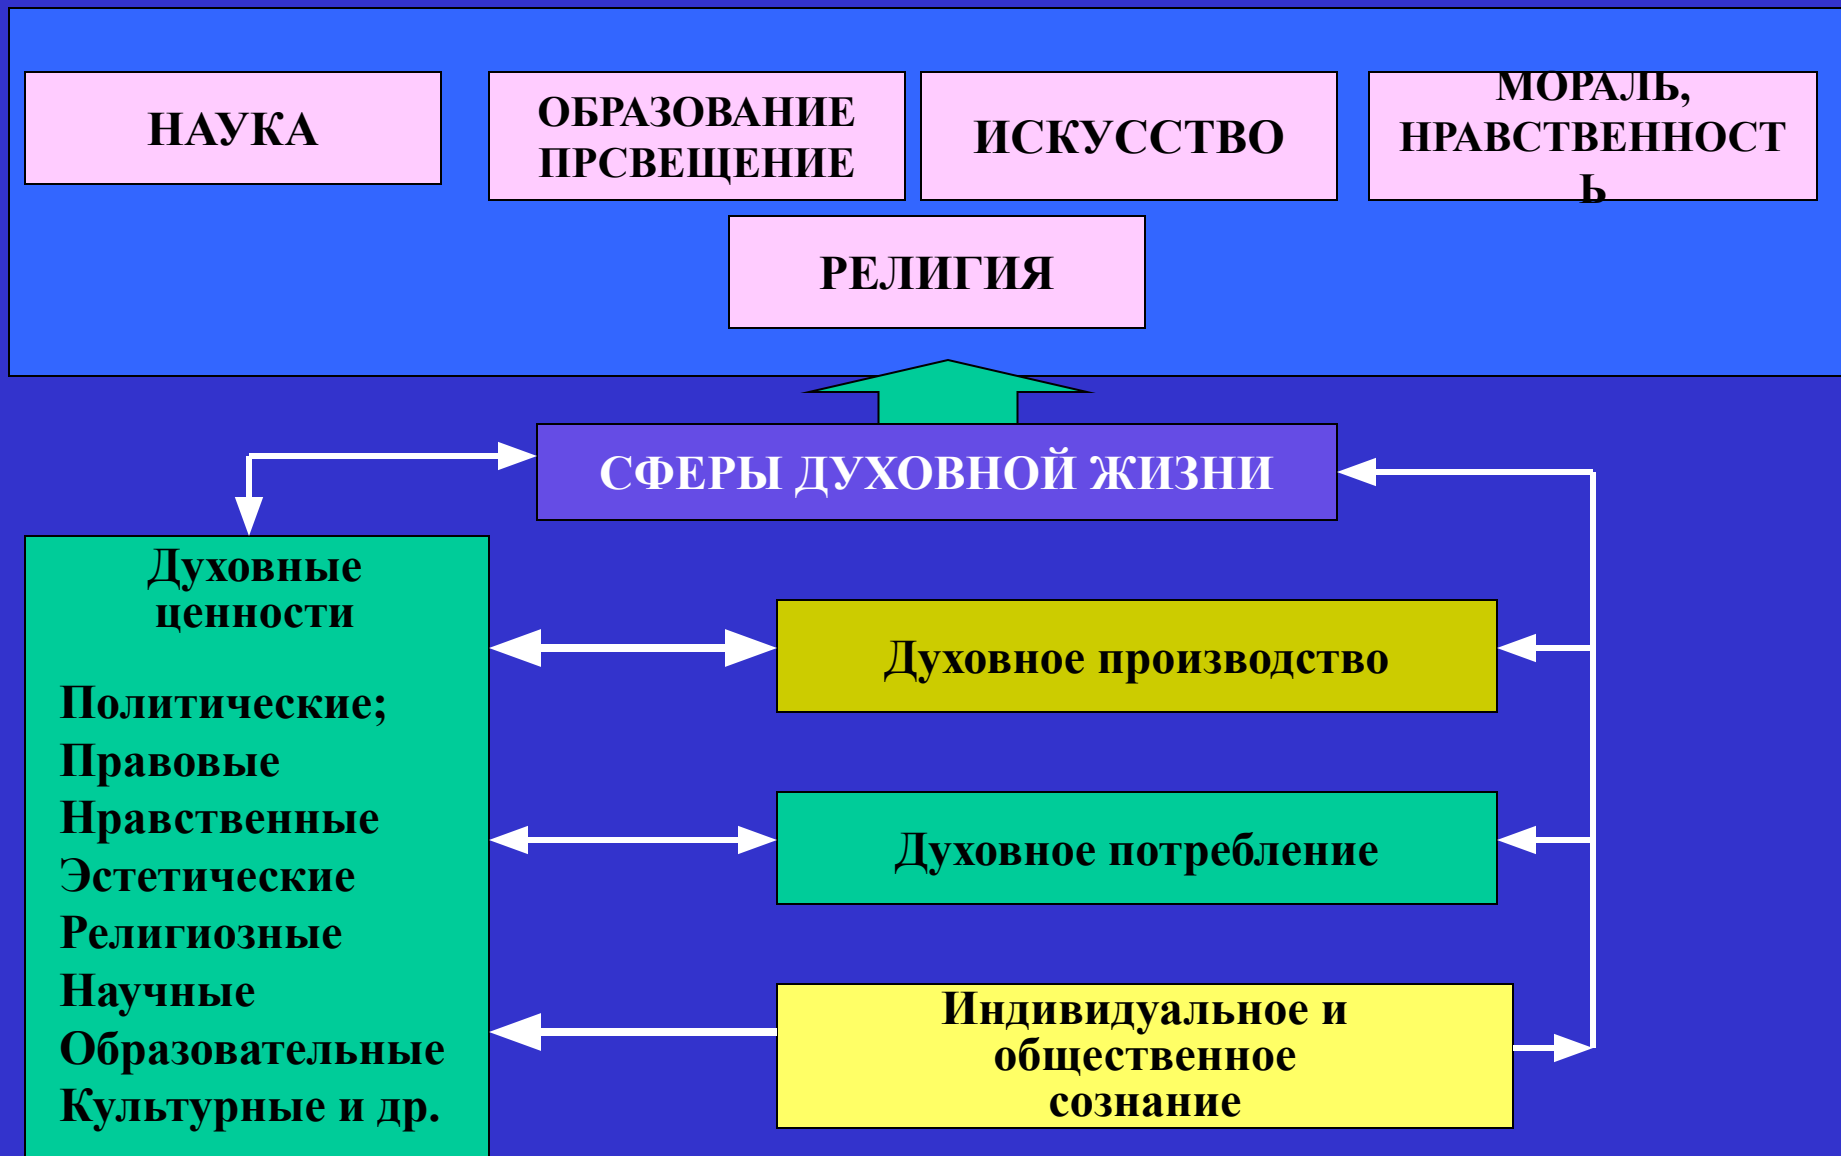 НАУКА
ОБРАЗОВАНИЕ
ПРСВЕЩЕНИЕ
ИСКУССТВО
МОРАЛЬ,
НРАВСТВЕННОСТ
Ь
РЕЛИГИЯ
СФЕРЫ ДУХОВНОЙ ЖИЗНИ
Духовные
ценности
Политические;
Правовые
Нравственные
Эстетические
Религиозные
Научные
Образовательные
Культурные и др.
Духовное производство
Духовное потребление
Индивидуальное и
общественное
сознание